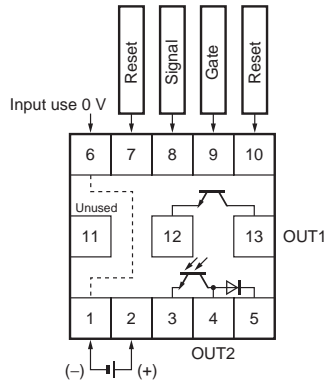 Reset
Signal
Gate
Reset
Input use 0 V
6 7 8 9 10
Unused
11 12 13 OUT1
1 2 3 4 5
OUT2
(−) (+)